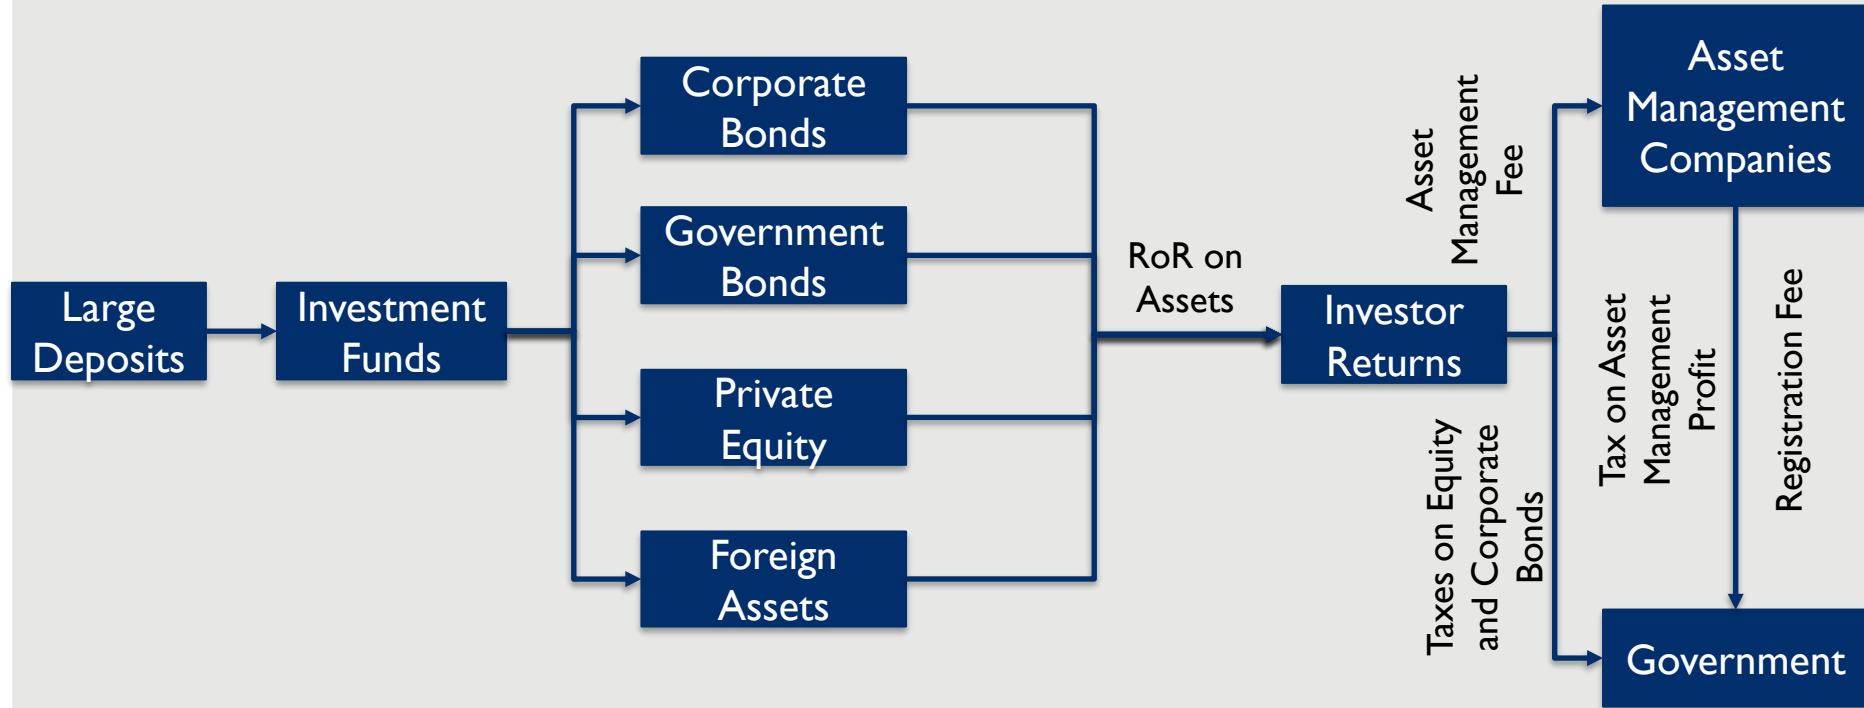 Large
Deposits
Investment
Funds
Corporate
Bonds
Government
Bonds
Private
Equity
Foreign
Assets
RoR on
Assets
Investor
Returns
Asset
Management
Fee
Taxes on Equity
and Corporate
Bonds
Asset
Management
Companies
Tax on Asset
Management
Profit
Registration Fee
Government